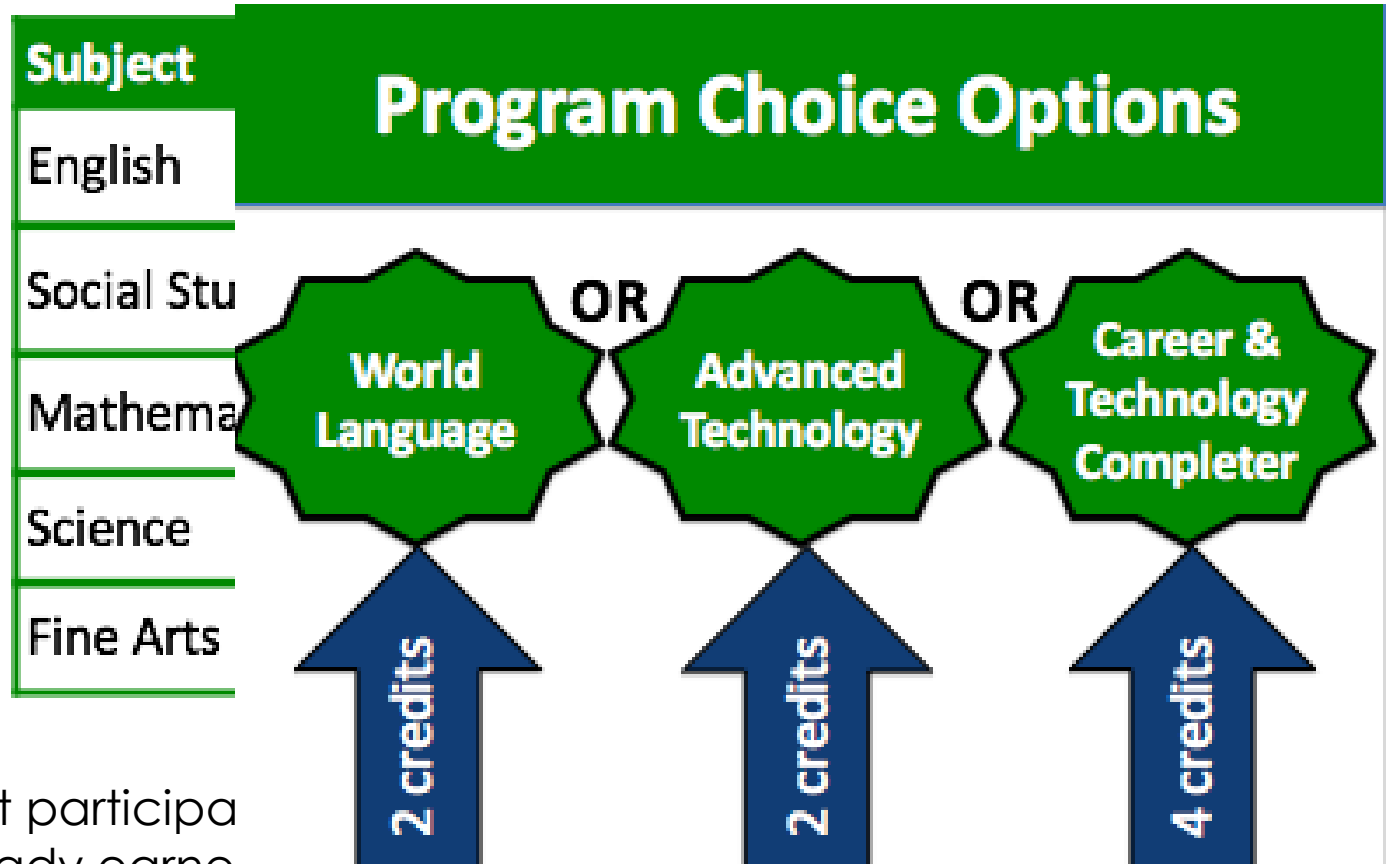 Subject
English
Social Stu
Mathema
Science
Fine Arts
t participa
Program Choice Options
World
Language
OR
Advanced
Technology
OR
Career &
Technology
Completer
2 credits
2 credits
4 credits